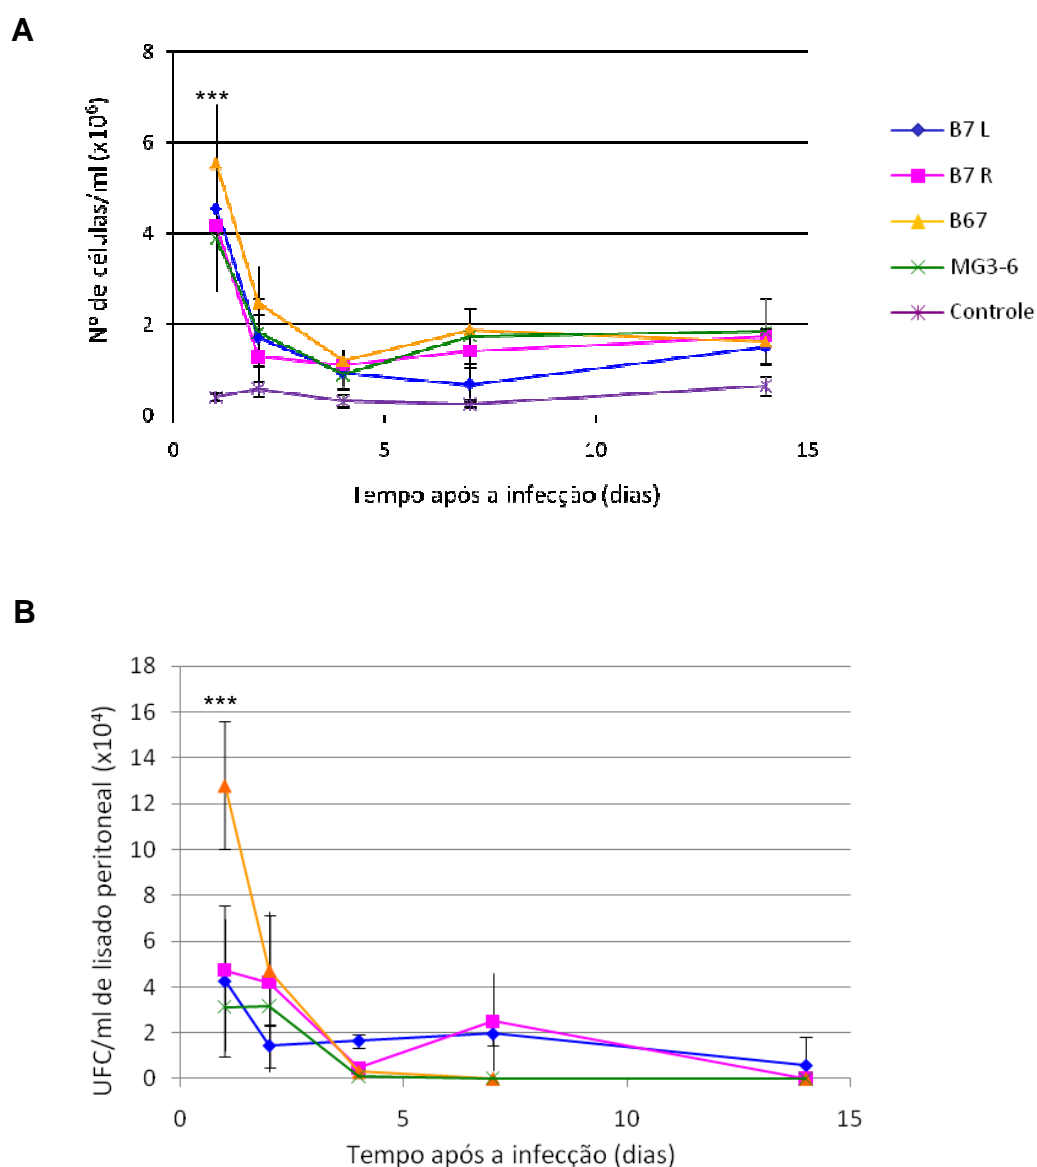 A
8
***
6
4
2
0
Nº de células/ml (x10⁶)
0 5 10 15
Tempo após a infecção (dias)
B7 L
B7 R
B67
MG3-6
Controle
B
18
***
16
14
12
10
8
6
4
2
0
UFC/ml de lisado peritoneal (x10⁴)
0 5 10 15
Tempo após a infecção (dias)